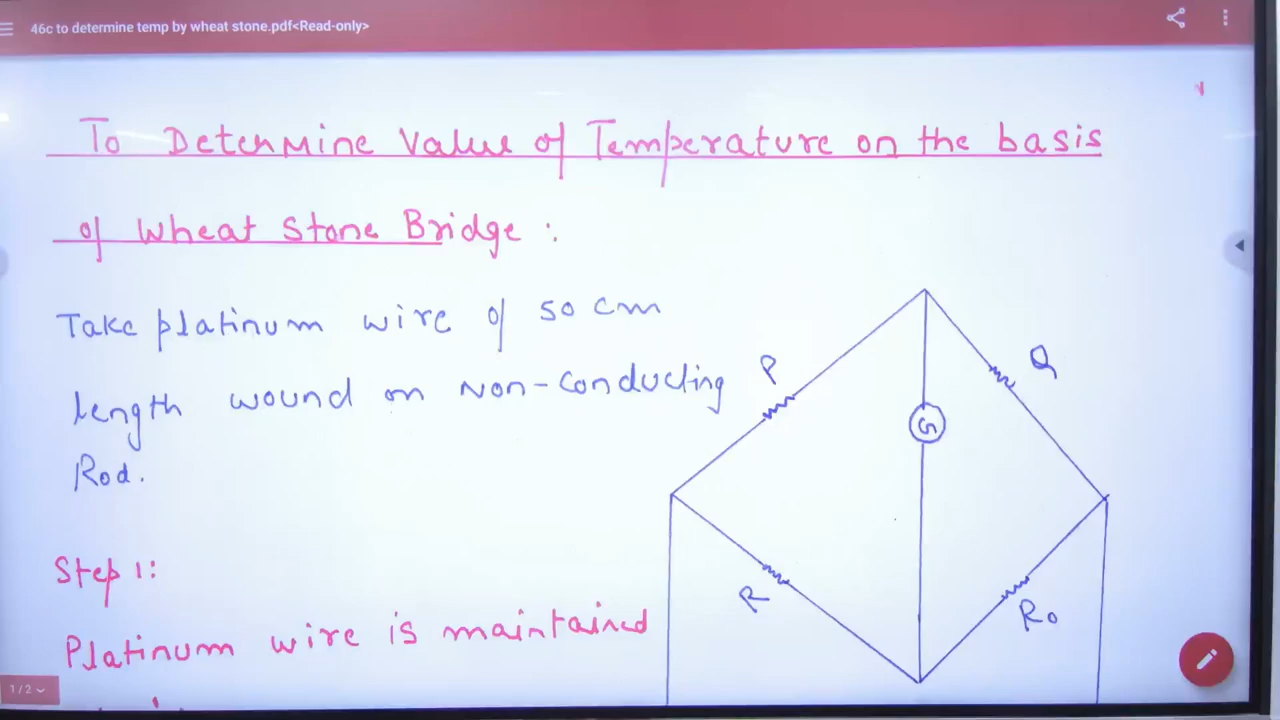 46c to determine temp by wheat stone.pdf<Read-only>
To Determine Value of Temperature on the basis
of Wheat Stone Bridge :
Take platinum wire of 50 cm
length wound on Non-Conducting
Rod.
Step 1:
Platinum wire is maintained
P
Q
G
R
Ro
1/2